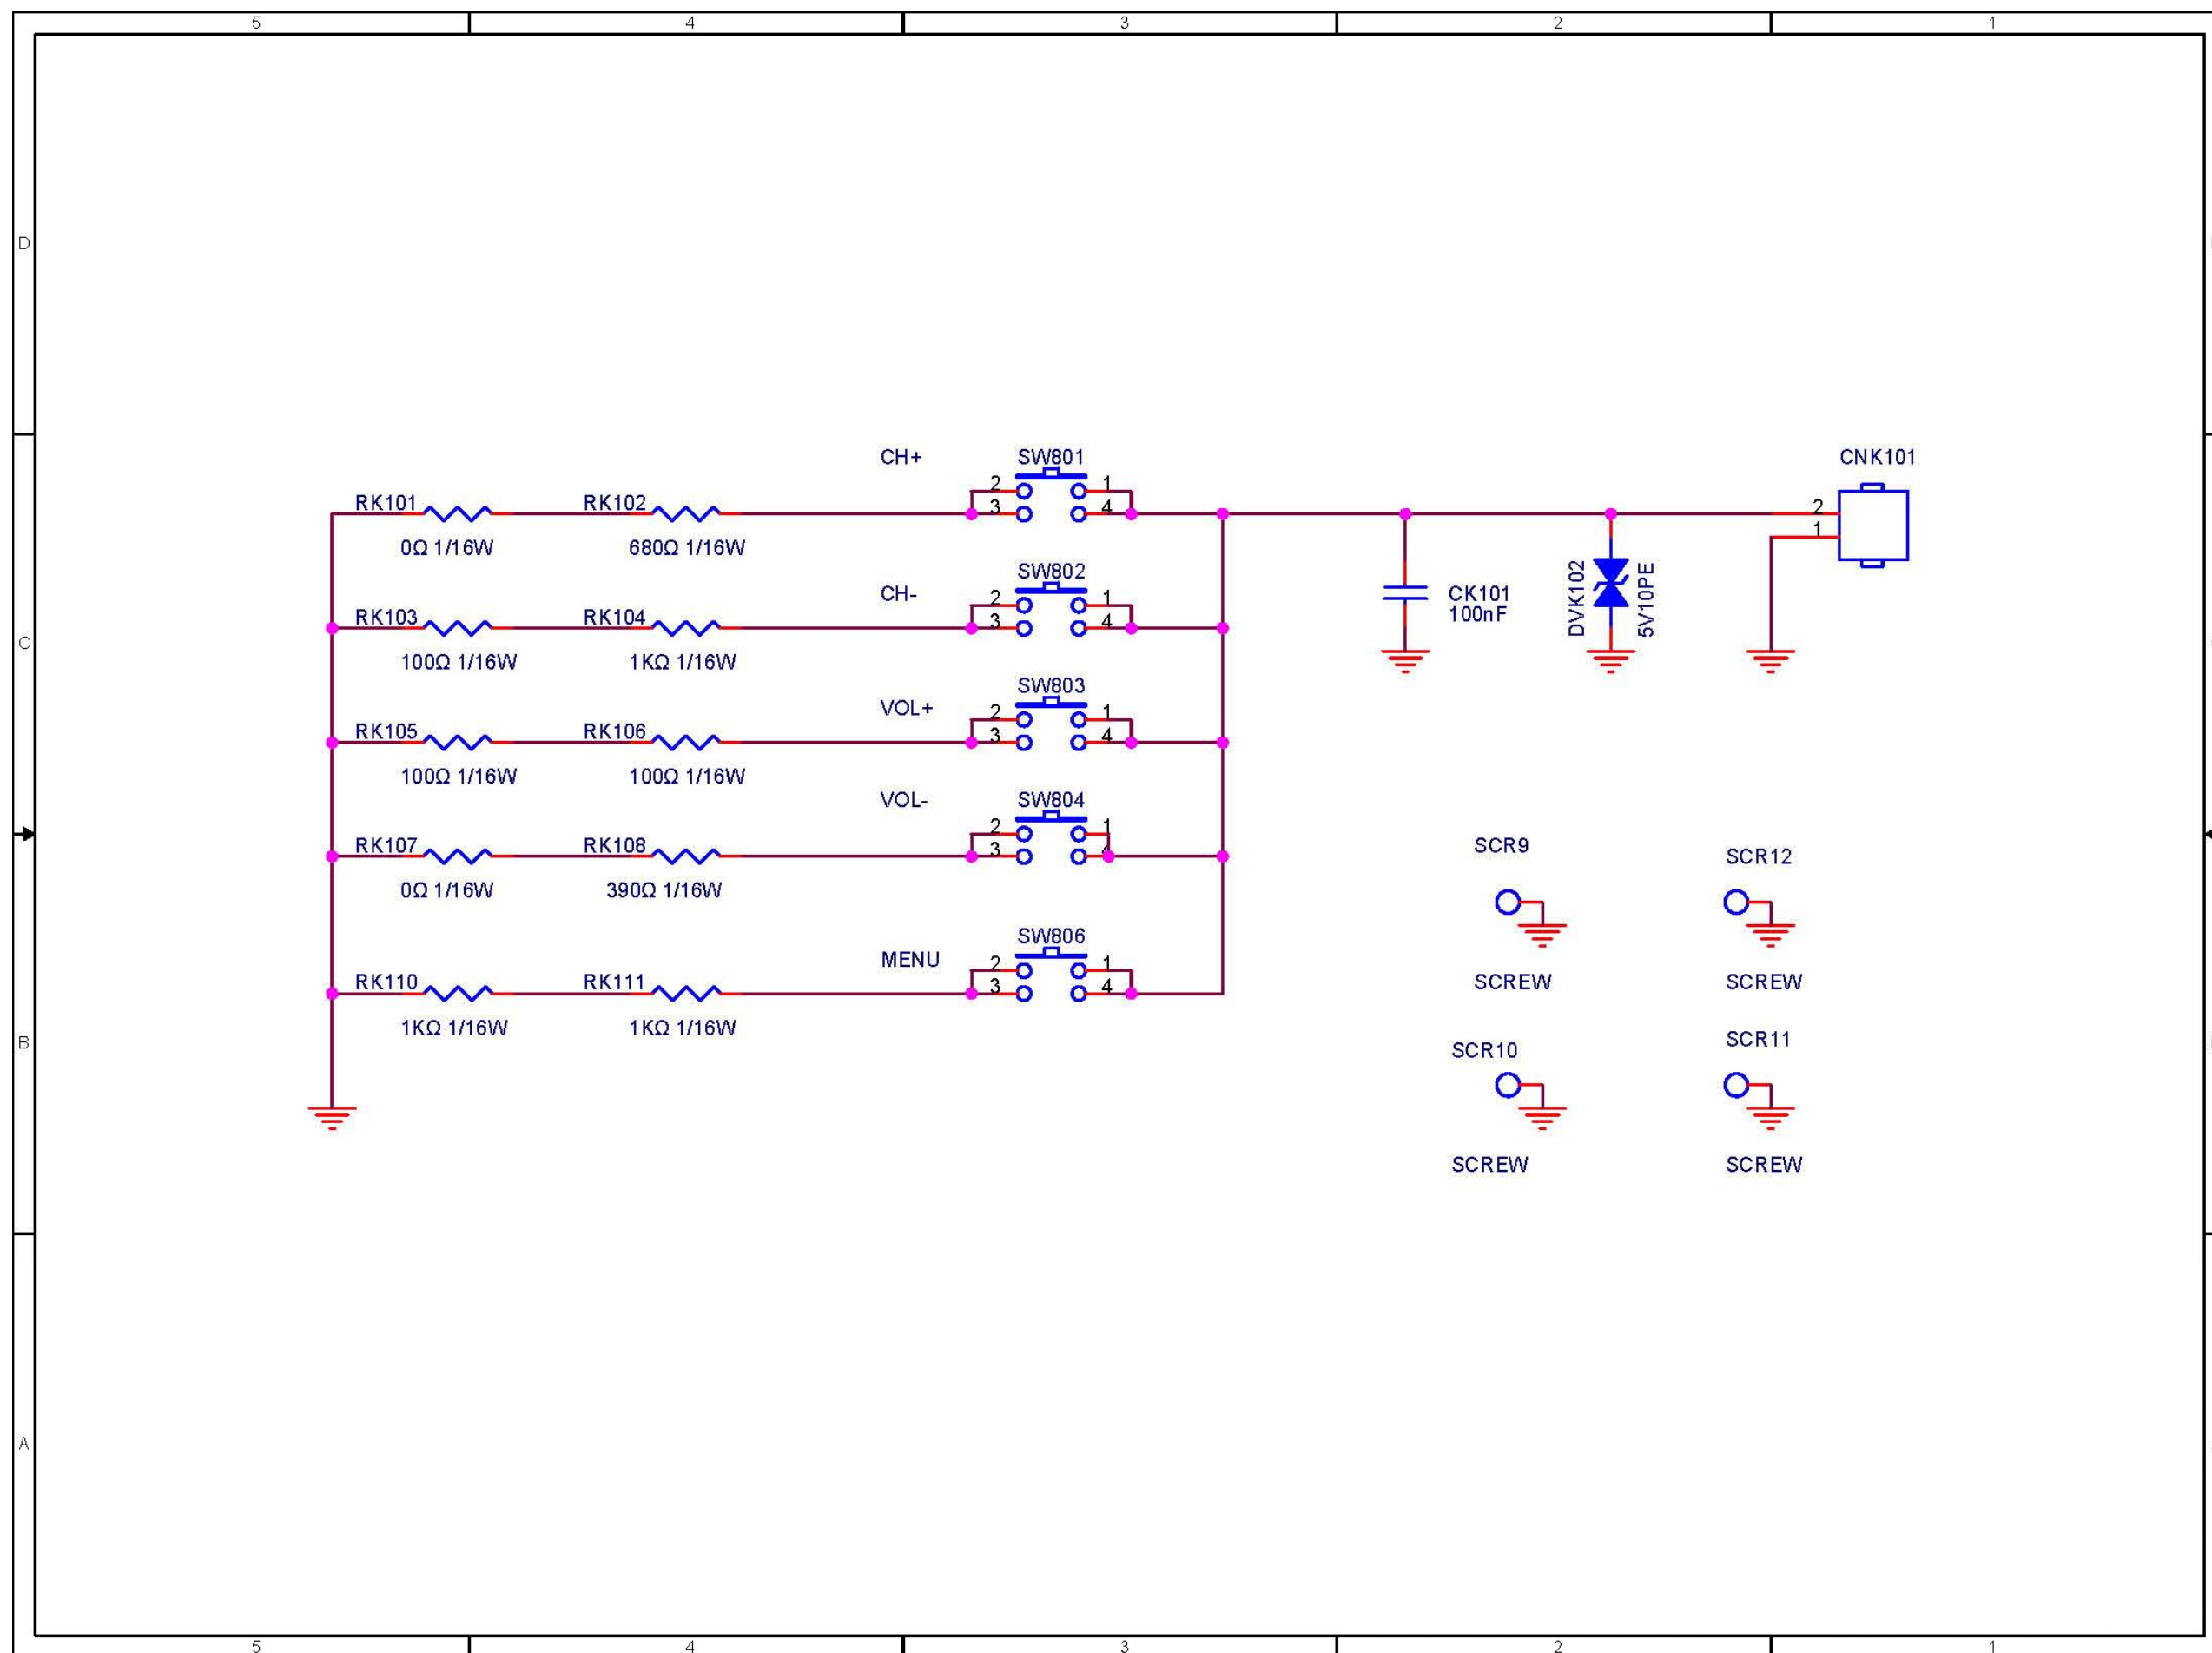 5 4 3 2 1
D
CH+ SW801 CNK101
2 1
RK101 RK102 3 4 2
1
0Ω 1/16W 680Ω 1/16W
SW802
CH- 2 1 CK101 DVK102 5V10PE
RK103 RK104 3 4 100nF
C
100Ω 1/16W 1KΩ 1/16W
SW803
VOL+ 2 1
RK105 RK106 3 4
100Ω 1/16W 100Ω 1/16W
VOL- SW804
2 1
RK107 RK108 3 SCR9 SCR12
0Ω 1/16W 390Ω 1/16W
SW806
MENU 2 1
RK110 RK111 3 4 SCREW SCREW
1KΩ 1/16W 1KΩ 1/16W
B
SCR10 SCR11
SCREW SCREW
A
5 4 3 2 1